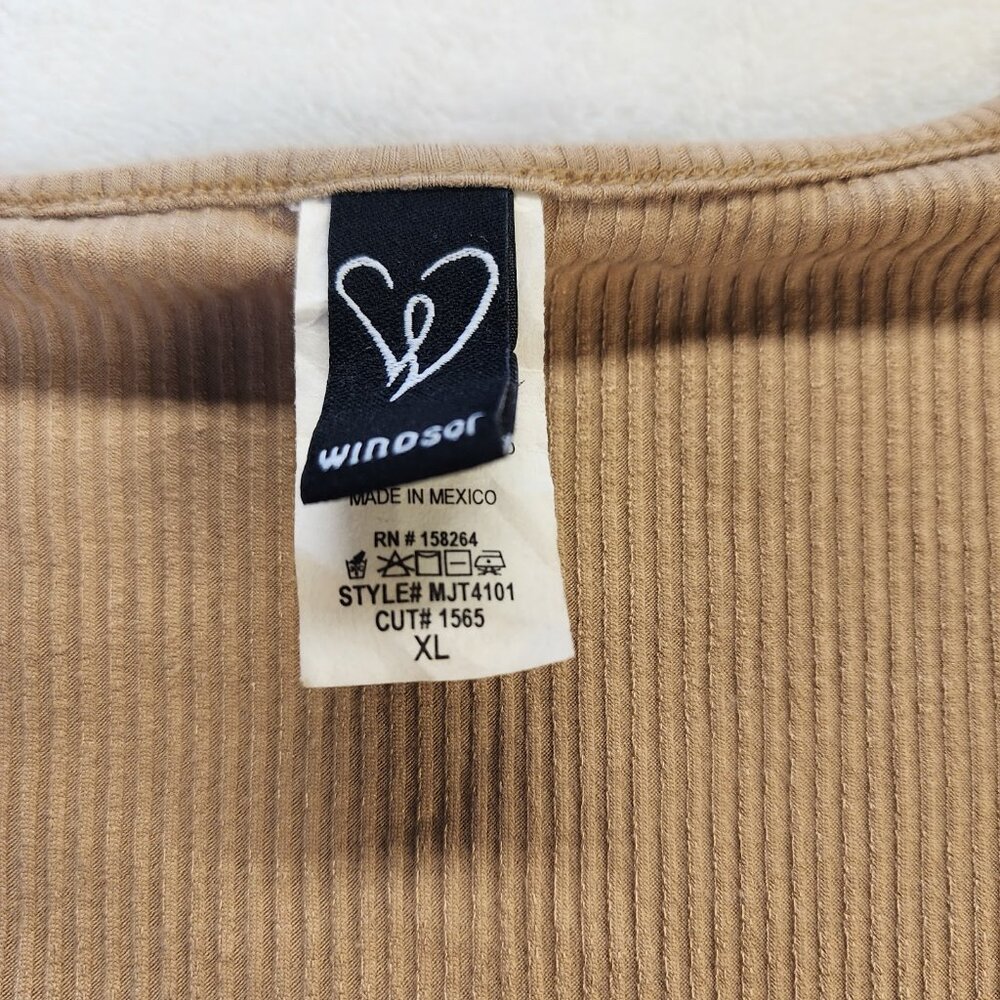 WINDSOR
MADE IN MEXICO
RN # 158264
STYLE# MJT4101
CUT# 1565
XL